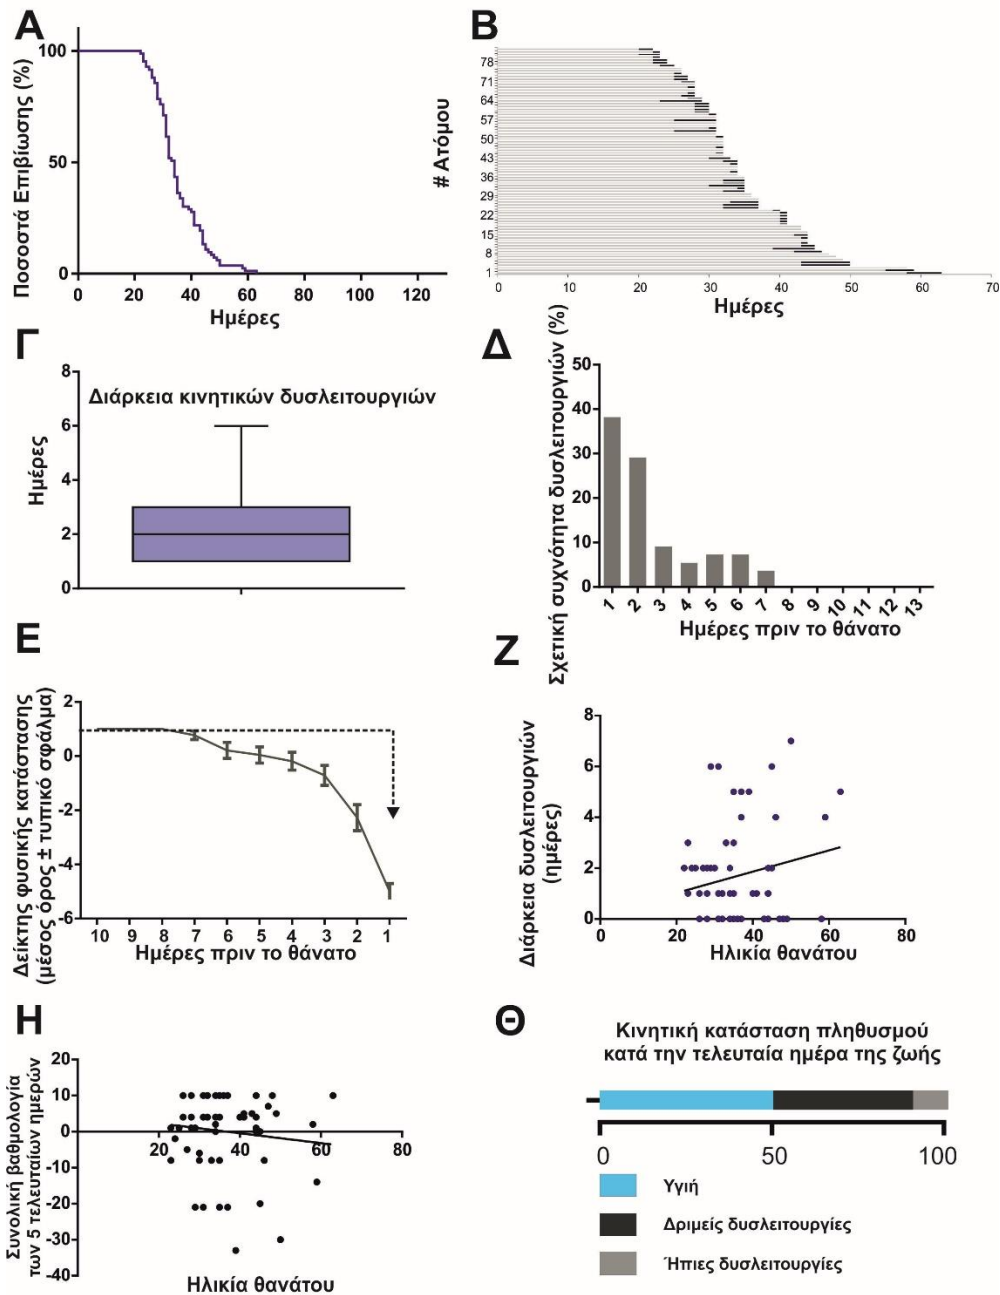 Α
Ποσοστά Επιβίωσης (%)
100
50
0
0 20 40 60 80 100 120
Ημέρες
Β
# Ατόμου
78
71
64
57
50
43
36
29
22
15
8
1
0 10 20 30 40 50 60 70
Ημέρες
Γ
Διάρκεια κινητικών δυσλειτουργιών
Ημέρες
8
6
4
2
0
Δ
Σχετική συχνότητα δυσλειτουργιών (%)
50
40
30
20
10
0
1 2 3 4 5 6 7 8 9 10 11 12 13
Ημέρες πριν το θάνατο
Ε
Δείκτης φυσικής κατάστασης
(μέσος όρος ± τυπικό σφάλμα)
2
0
-2
-4
-6
10 9 8 7 6 5 4 3 2 1
Ημέρες πριν το θάνατο
Ζ
Διάρκεια δυσλειτουργιών
(ημέρες)
8
6
4
2
0
0 20 40 60 80
Ηλικία θανάτου
Η
Συνολική βαθμολογία
των 5 τελευταίων ημερών
20
10
0
-10
-20
-30
-40
20 40 60 80
Ηλικία θανάτου
Θ
Κινητική κατάσταση πληθυσμού
κατά την τελευταία ημέρα της ζωής
0 50 100
Υγιή
Δριμείς δυσλειτουργίες
Ήπιες δυσλειτουργίες